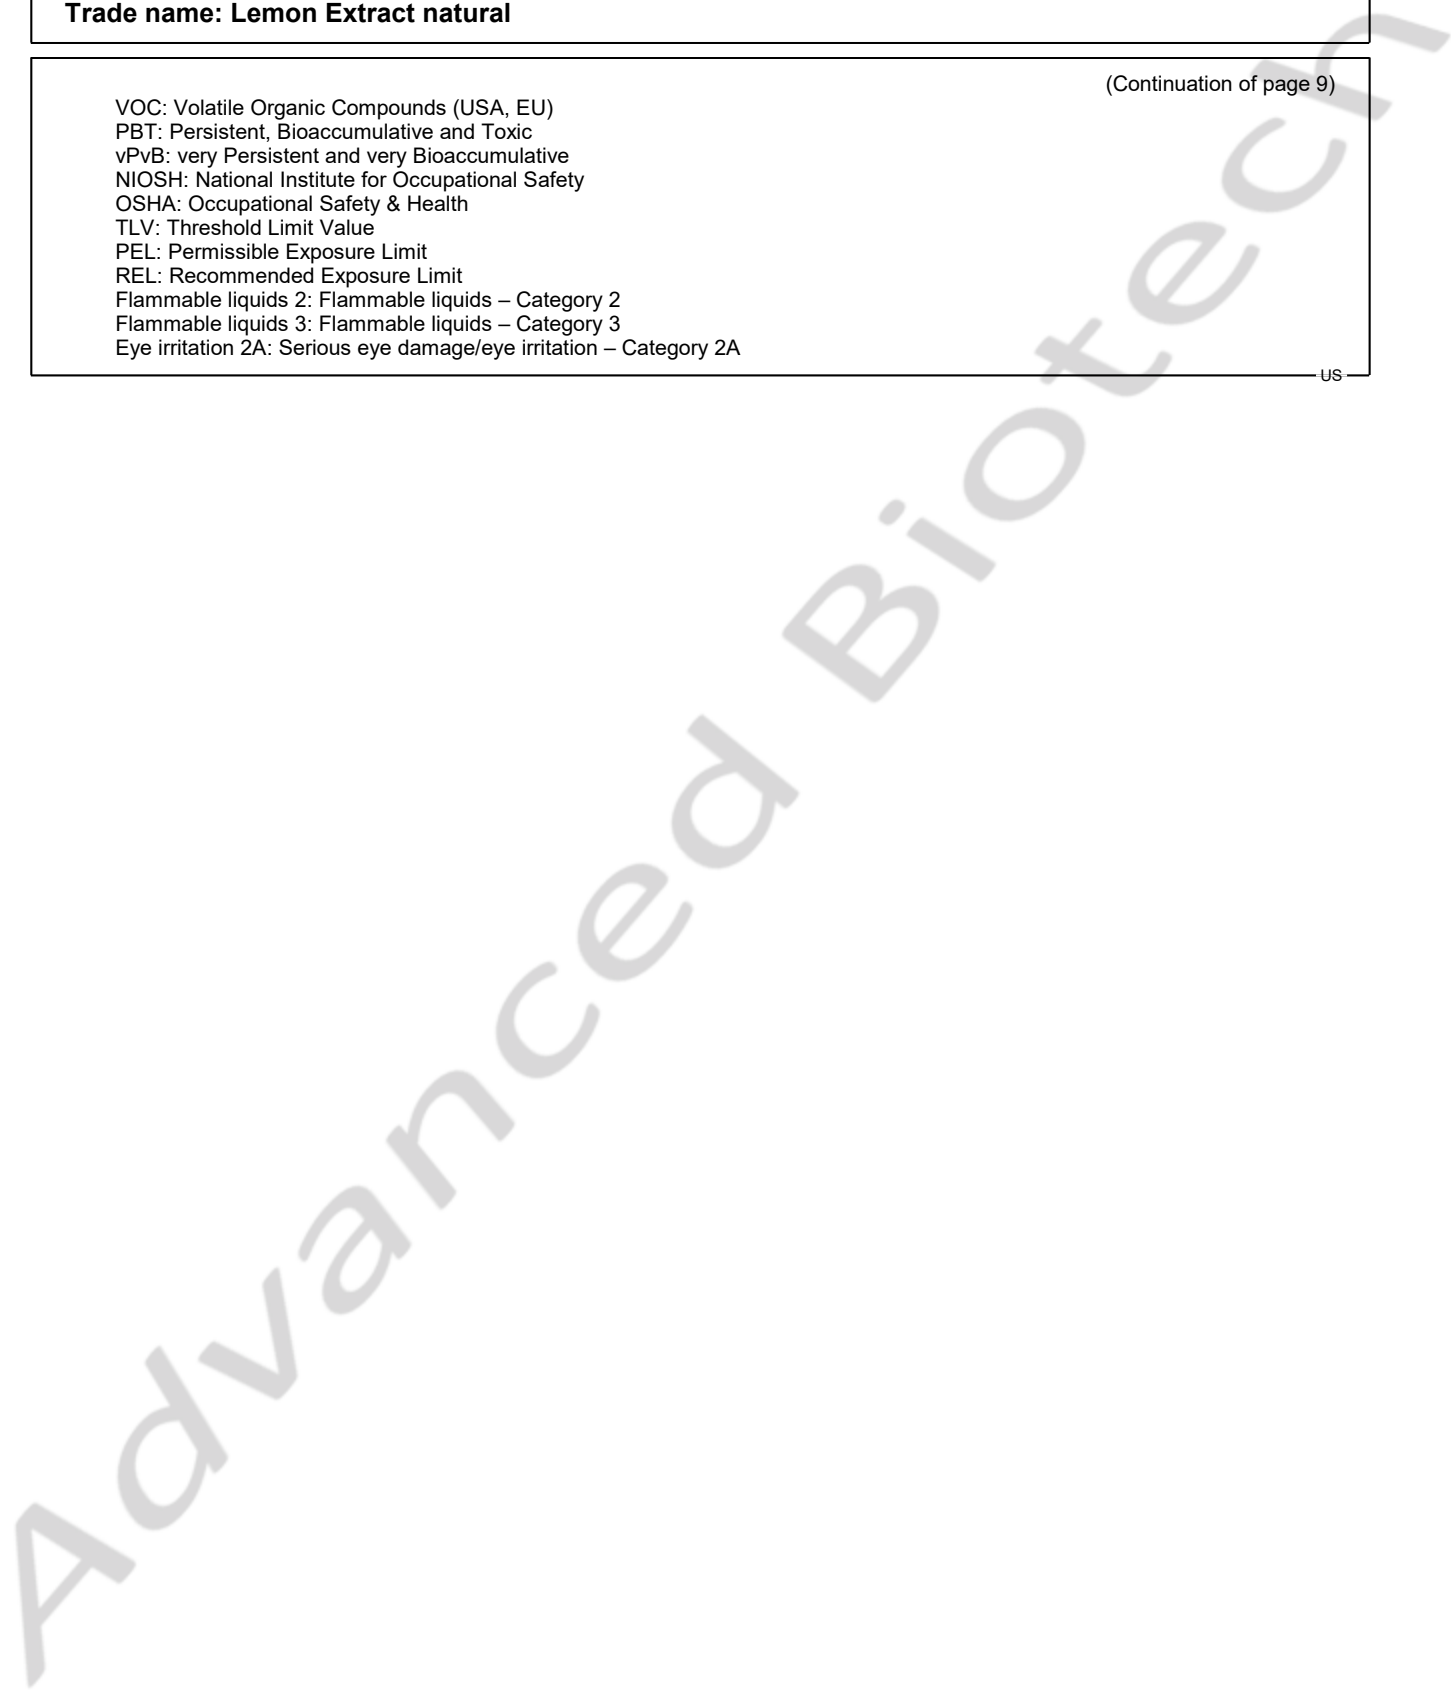 Trade name: Lemon Extract natural
(Continuation of page 9)
VOC: Volatile Organic Compounds (USA, EU)
PBT: Persistent, Bioaccumulative and Toxic
vPvB: very Persistent and very Bioaccumulative
NIOSH: National Institute for Occupational Safety
OSHA: Occupational Safety & Health
TLV: Threshold Limit Value
PEL: Permissible Exposure Limit
REL: Recommended Exposure Limit
Flammable liquids 2: Flammable liquids – Category 2
Flammable liquids 3: Flammable liquids – Category 3
Eye irritation 2A: Serious eye damage/eye irritation – Category 2A
US
Advanced Biotech